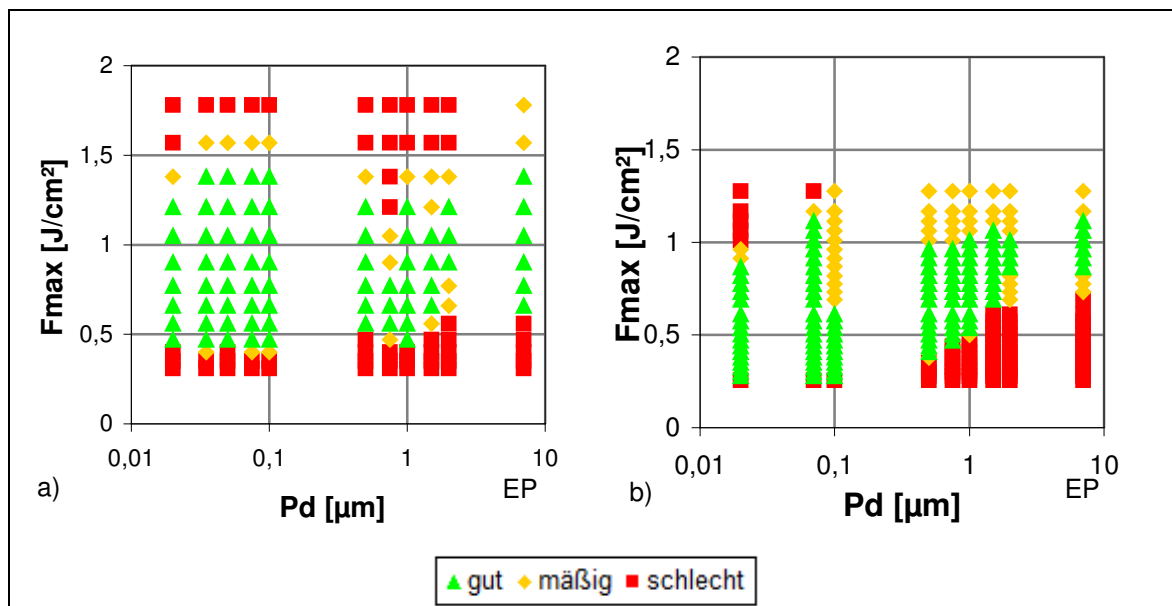 2
1,5
1
0,5
0
0,01
0,1
1
10
EP
Fmax [J/cm²]
Pd [µm]
a)
2
1,5
1
0,5
0
0,01
0,1
1
10
EP
Fmax [J/cm²]
Pd [µm]
b)
gut mäßig schlecht